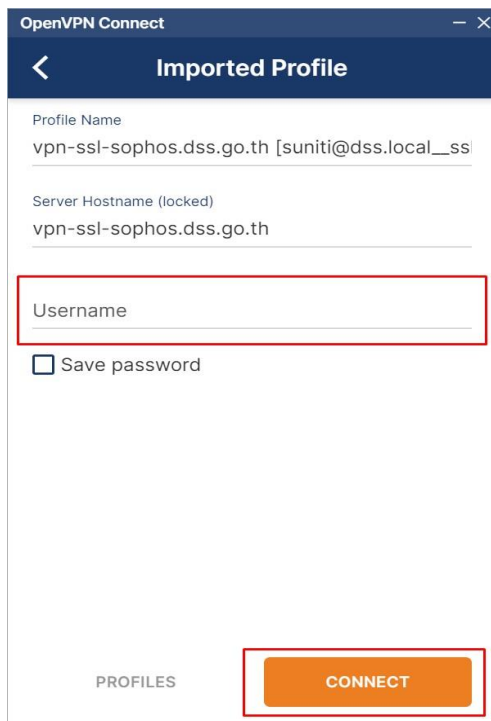 OpenVPN Connect
Imported Profile
Profile Name
vpn-ssl-sophos.dss.go.th [suniti@dss.local__ssl
Server Hostname (locked)
vpn-ssl-sophos.dss.go.th
Username
Save password
PROFILES
CONNECT